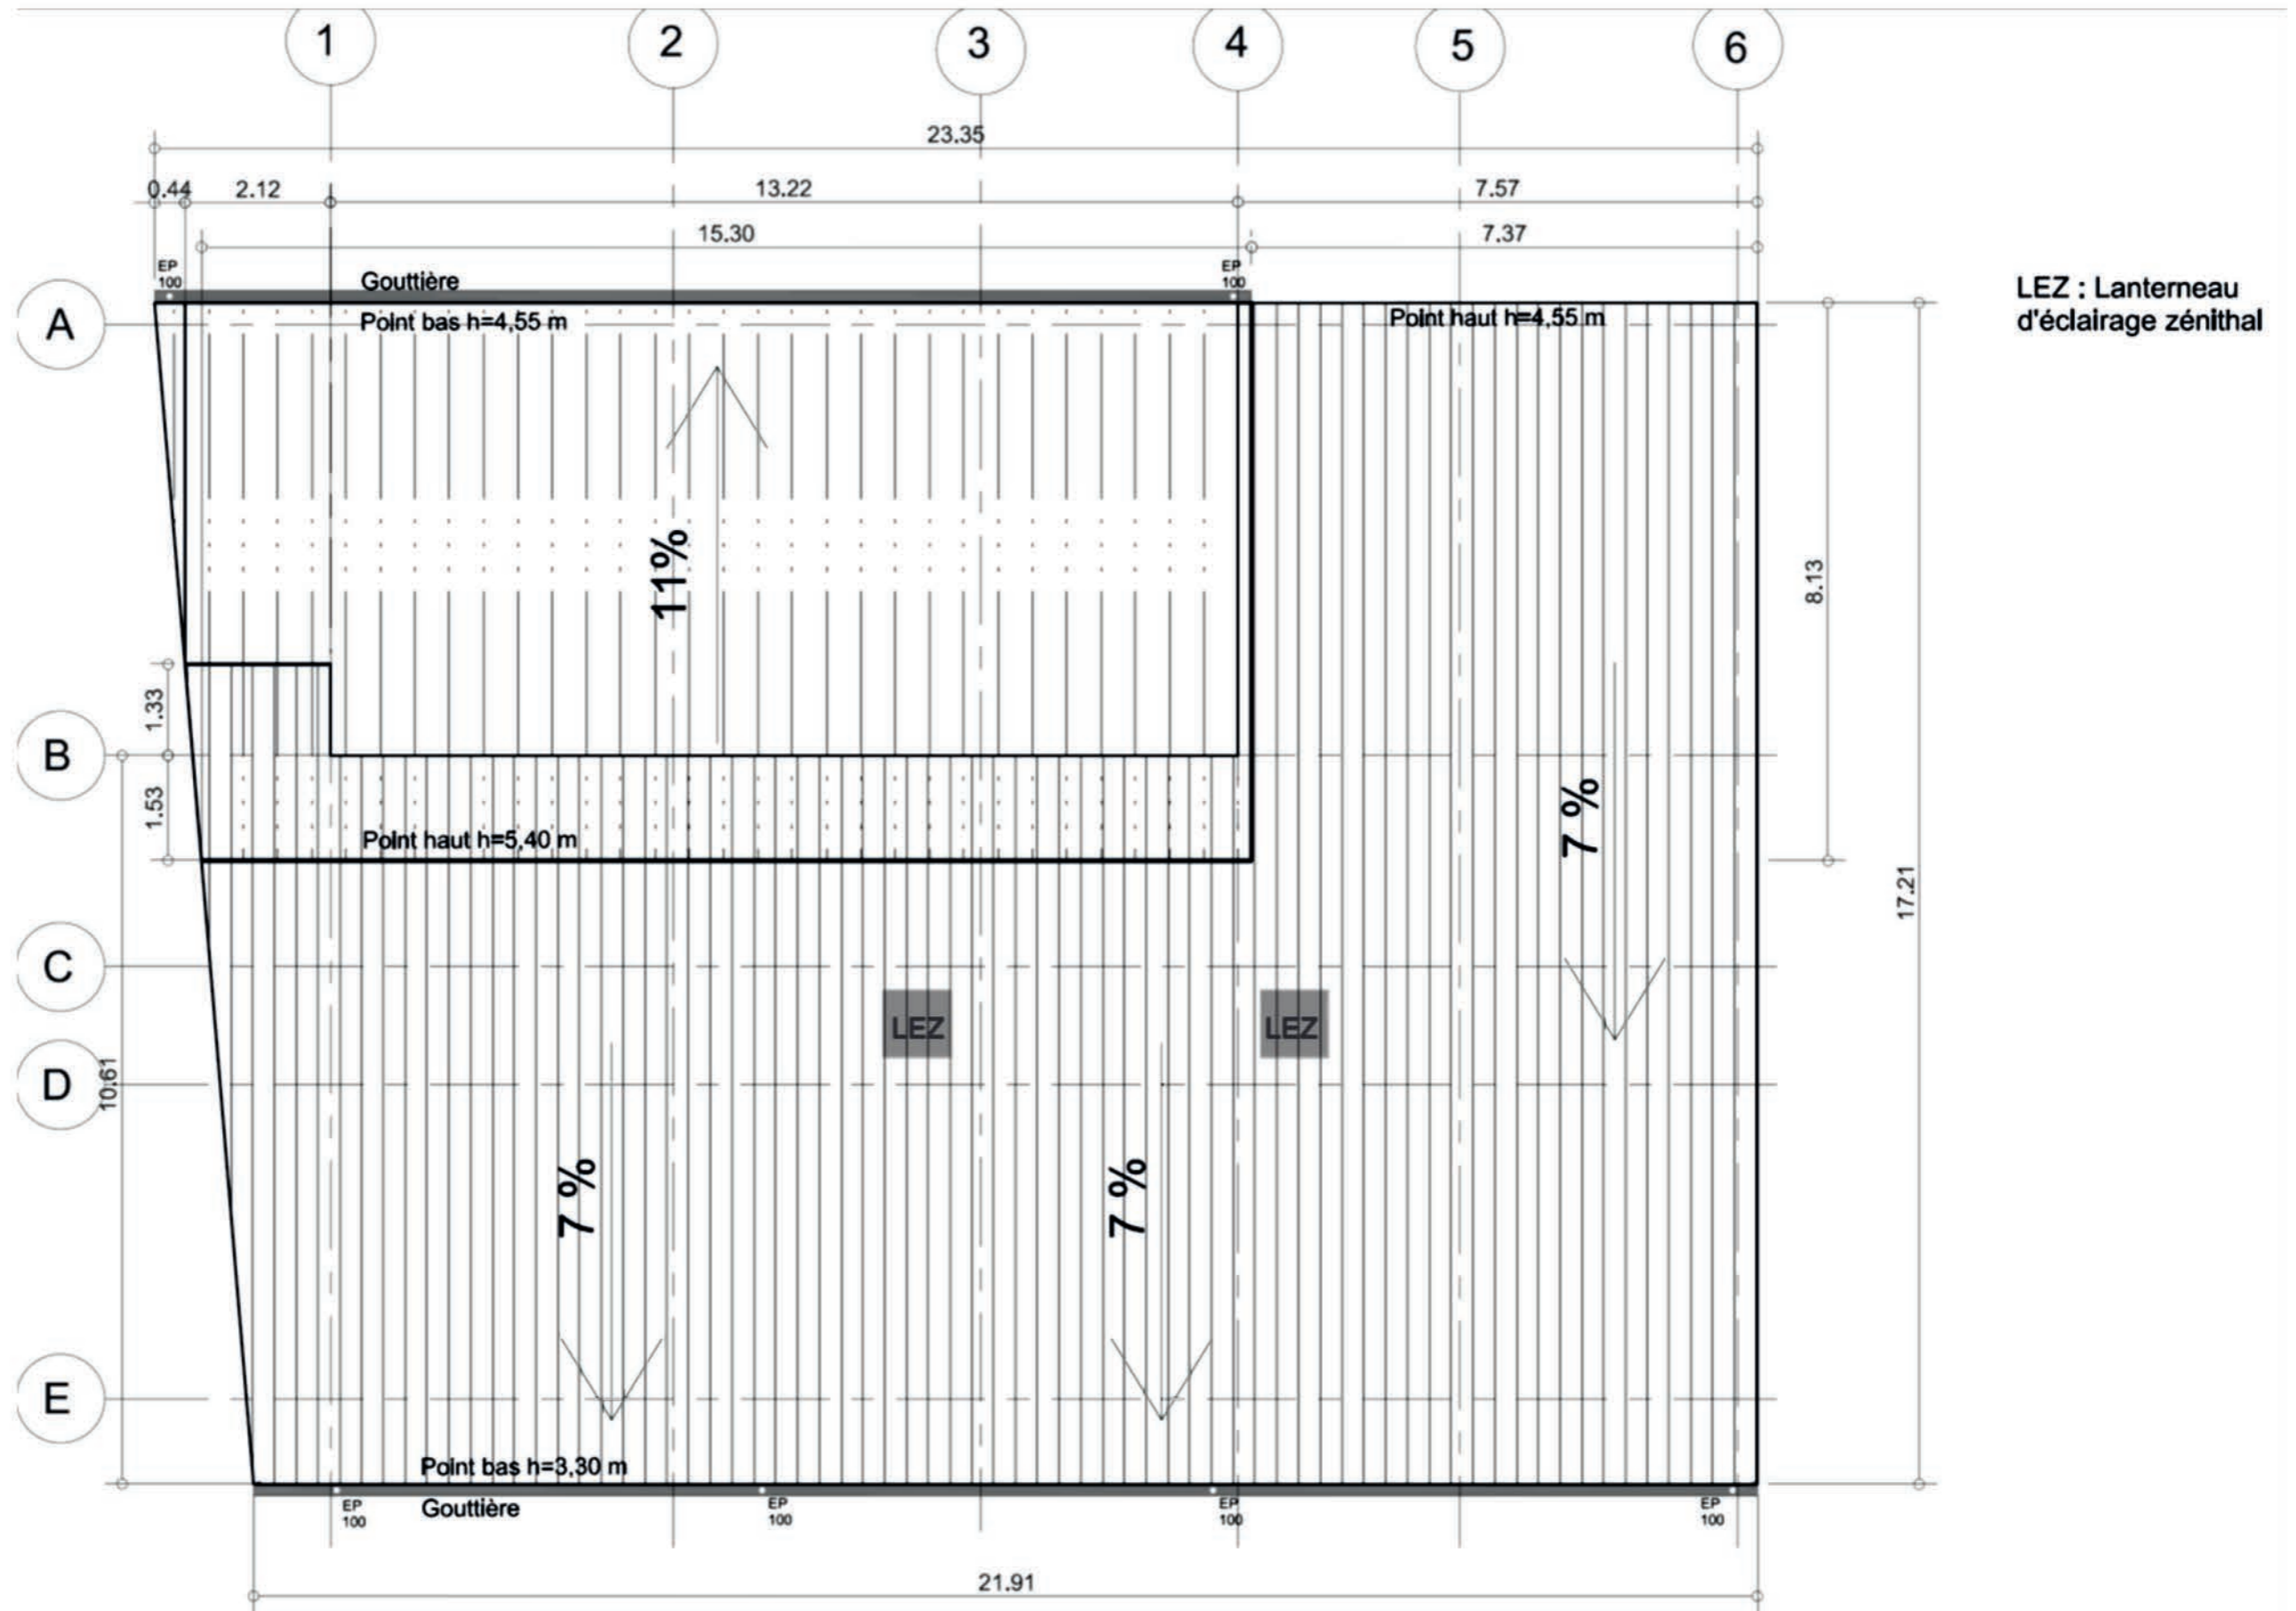 1 2 3 4 5 6
23.35
0.44 2.12 13.22 7.57
15.30 7.37
EP
100
Gouttière
EP
100
A
Point bas h=4,55 m
Point haut h=4,55 m
LEZ : Lanterneau
d'éclairage zénithal
11%
8.13
1.33
B
1.53
7 %
Point haut h=5,40 m
17.21
C
LEZ LEZ
D
10.61
7 %
7 %
E
Point bas h=3,30 m
Gouttière
EP
100
EP
100
EP
100
EP
100
21.91